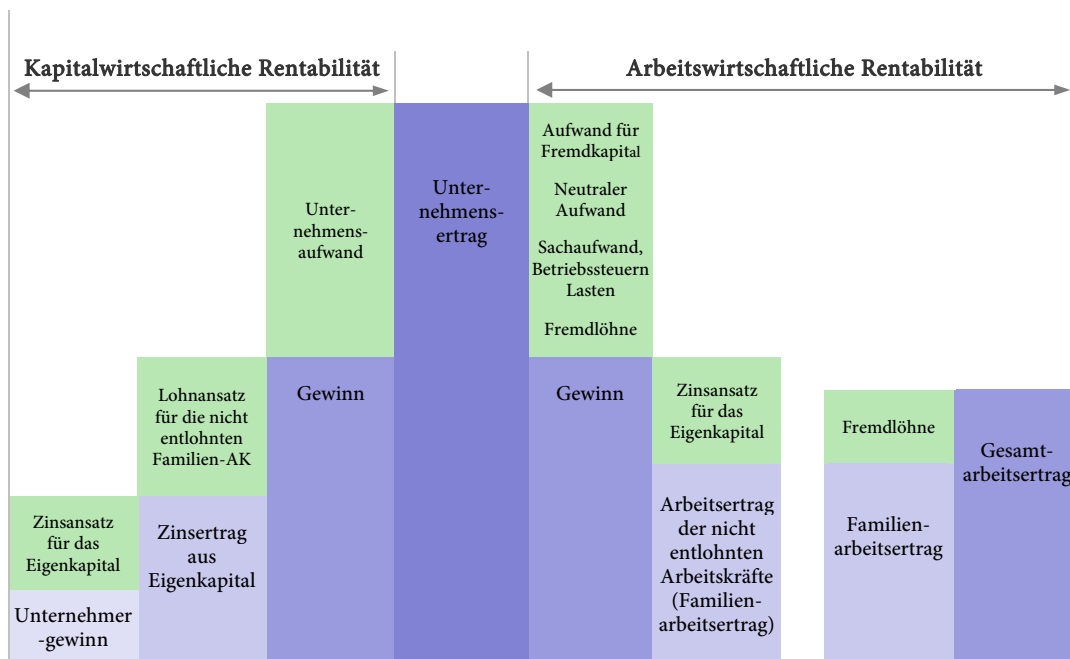 Kapitalwirtschaftliche Rentabilität
Arbeitswirtschaftliche Rentabilität
Zinsansatz
für das
Eigenkapital
Unternehmer
-gewinn
Lohnansatz
für die nicht
entlohnten
Familien-AK
Zinsertrag
aus
Eigenkapital
Unter-
nehmens-
aufwand
Gewinn
Unter-
nehmens-
ertrag
Aufwand für
Fremdkapital
Neutraler
Aufwand
Sachaufwand,
Betriebssteuern
Lasten
Fremdlöhne
Gewinn
Zinsansatz
für das
Eigenkapital
Arbeitsertrag
der nicht
entlohnten
Arbeitskräfte
(Familien-
arbeitsertrag)
Fremdlöhne
Familien-
arbeitsertrag
Gesamt-
arbeitsertrag